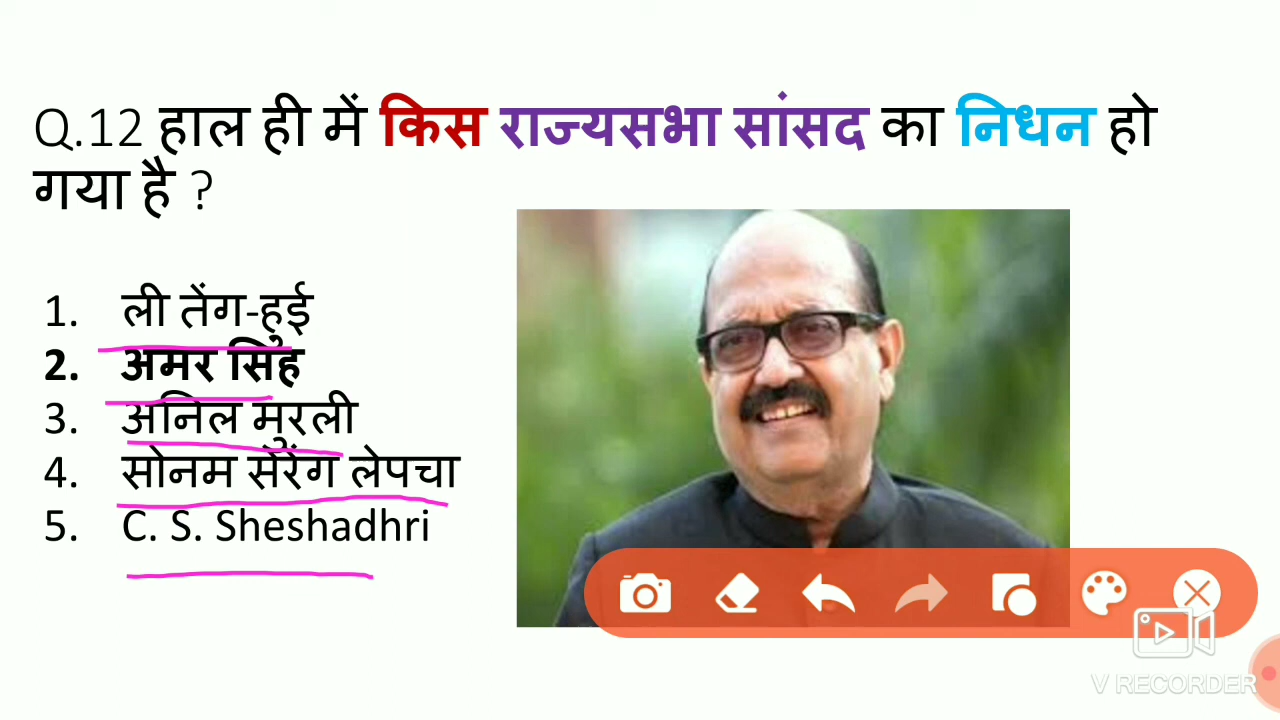 Q.12 हाल ही में किस राज्यसभा सांसद का निधन हो
गया है ?
1. ली तेंग-हुई
2. अमर सिंह
3. अनिल मुरली
4. सोनम सेरेंग लेपचा
5. C. S. Sheshadhri
V RECORDER